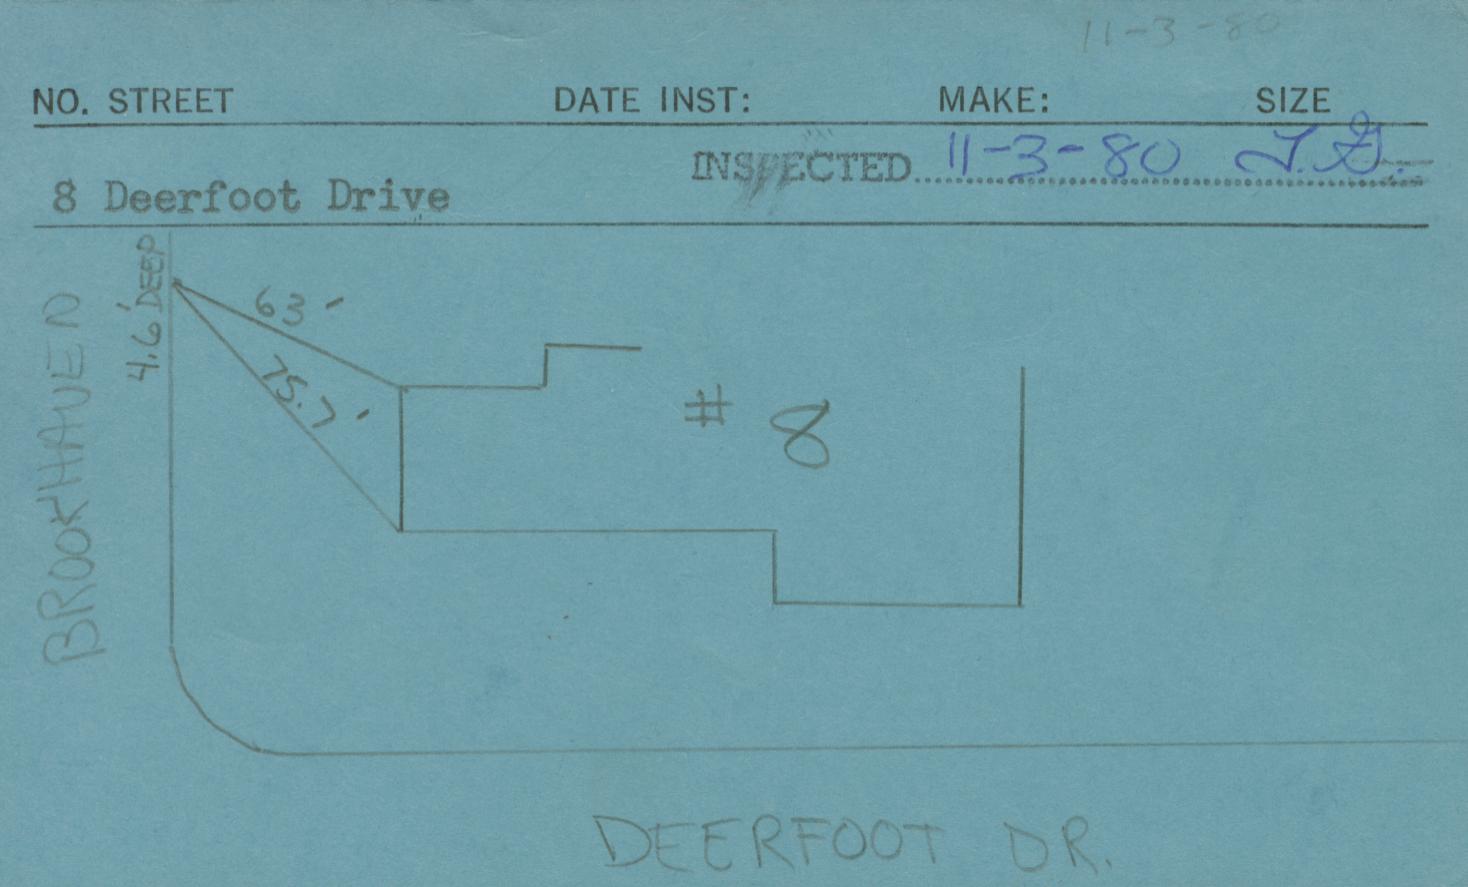 11-3-80
NO. STREET DATE INST: MAKE: SIZE
INSPECTED 11-3-80 J.G.
8 Deerfoot Drive
4.6' DEEP
63'
75.7'
BROOKHAVEN
# 8
DEERFOOT DR.